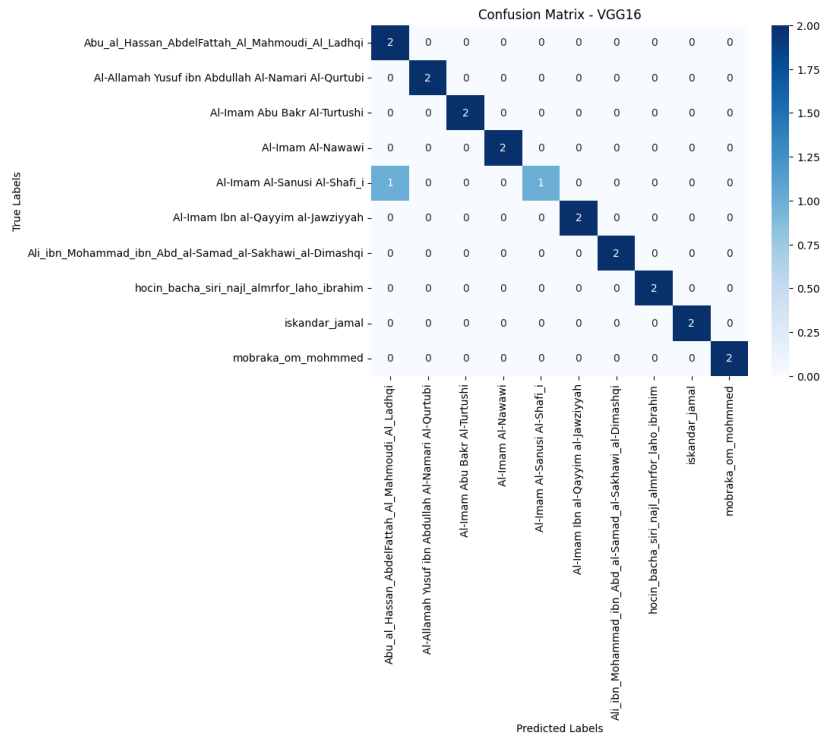 Confusion Matrix - VGG16
True Labels
Abu_al_Hassan_AbdelFattah_Al_Mahmoudi_Al_Ladhqi 2 0 0 0 0 0 0 0 0 0
Al-Allamah Yusuf ibn Abdullah Al-Namari Al-Qurtubi 0 2 0 0 0 0 0 0 0 0
Al-Imam Abu Bakr Al-Turtushi 0 0 2 0 0 0 0 0 0 0
Al-Imam Al-Nawawi 0 0 0 2 0 0 0 0 0 0
Al-Imam Al-Sanusi Al-Shafi_i 1 0 0 0 1 0 0 0 0 0
Al-Imam Ibn al-Qayyim al-Jawziyyah 0 0 0 0 0 2 0 0 0 0
Ali_ibn_Mohammad_ibn_Abd_al-Samad_al-Sakhawi_al-Dimashqi 0 0 0 0 0 0 2 0 0 0
hocin_bacha_siri_najl_almrfor_laho_ibrahim 0 0 0 0 0 0 0 2 0 0
iskandar_jamal 0 0 0 0 0 0 0 0 2 0
mobraka_om_mohmmed 0 0 0 0 0 0 0 0 0 2
Abu_al_Hassan_AbdelFattah_Al_Mahmoudi_Al_Ladhqi
Al-Allamah Yusuf ibn Abdullah Al-Namari Al-Qurtubi
Al-Imam Abu Bakr Al-Turtushi
Al-Imam Al-Nawawi
Al-Imam Al-Sanusi Al-Shafi_i
Al-Imam Ibn al-Qayyim al-Jawziyyah
Ali_ibn_Mohammad_ibn_Abd_al-Samad_al-Sakhawi_al-Dimashqi
hocin_bacha_siri_najl_almrfor_laho_ibrahim
iskandar_jamal
mobraka_om_mohmmed
Predicted Labels
2.00
1.75
1.50
1.25
1.00
0.75
0.50
0.25
0.00